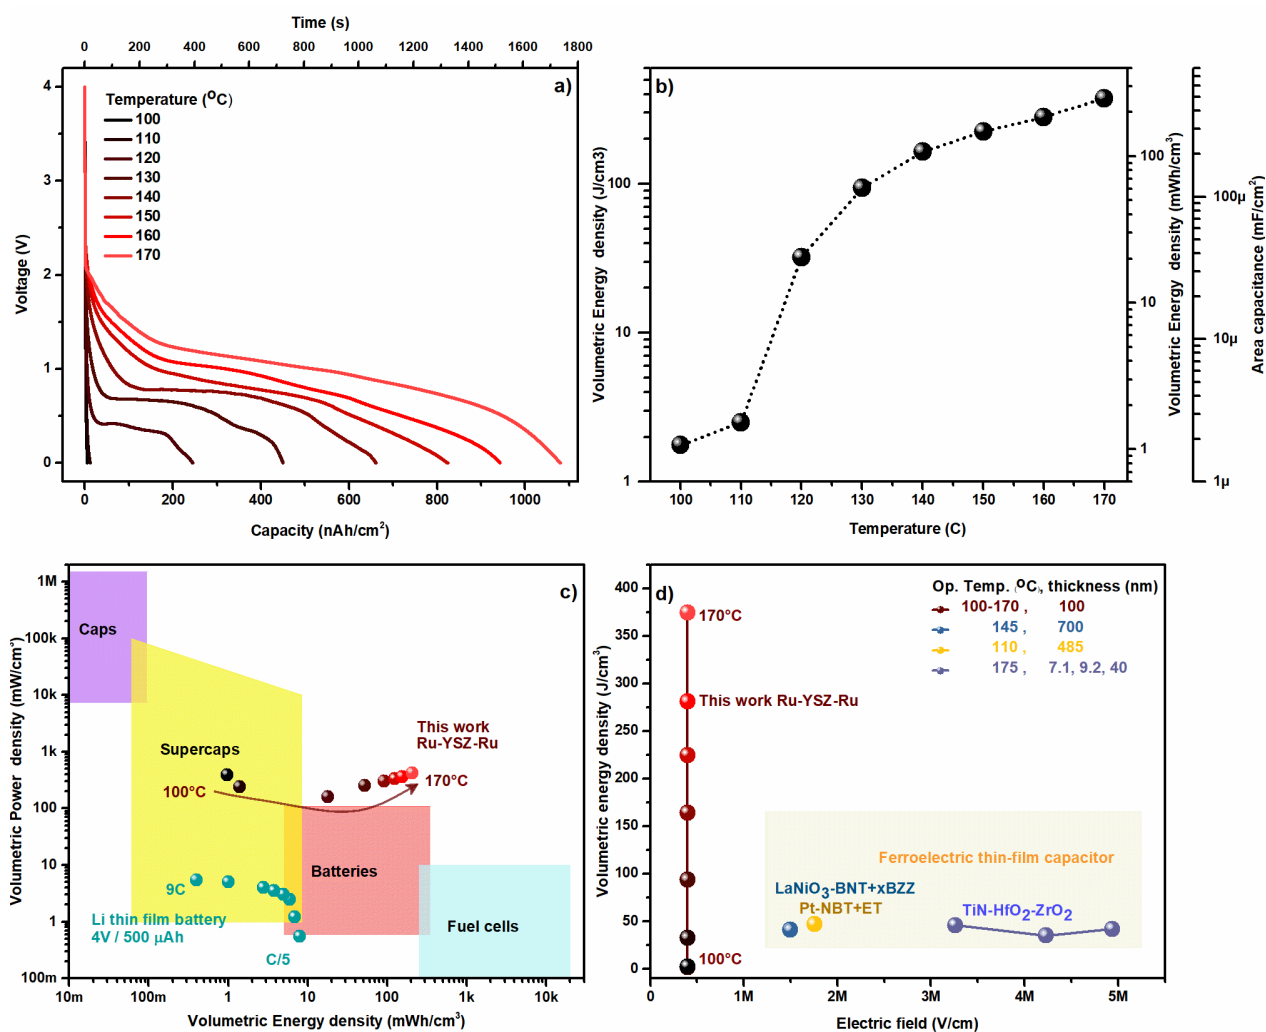 Time (s)
0 200 400 600 800 1000 1200 1400 1600 1800
a)
Temperature (°C)
100
110
120
130
140
150
160
170
4
3
2
1
0
Voltage (V)
0 200 400 600 800 1000
Capacity (nAh/cm²)
b)
Volumetric Energy density (J/cm3)
100
10
1
100 110 120 130 140 150 160 170
Temperature (C)
100
10
1
Volumetric Energy density (mWh/cm³)
100µ
10µ
1µ
Area capacitance (mF/cm²)
c)
Volumetric Power density (mW/cm³)
1M
100k
10k
1k
100
10
1
100m
Caps
Supercaps
This work
Ru-YSZ-Ru
100°C
170°C
Batteries
9C
Li thin film battery
4V / 500 µAh
C/5
Fuel cells
10m 100m 1 10 100 1k 10k
Volumetric Energy density (mWh/cm³)
d)
Volumetric energy density (J/cm³)
400
375
350
325
300
275
250
225
200
175
150
125
100
75
50
25
0
Op. Temp. (°C), thickness (nm)
100-170 , 100
145 , 700
110 , 485
175 , 7.1, 9.2, 40
170°C
This work Ru-YSZ-Ru
Ferroelectric thin-film capacitor
LaNiO₃-BNT+xBZZ
Pt-NBT+ET
TiN-HfO₂-ZrO₂
100°C
0 1M 2M 3M 4M 5M
Electric field (V/cm)